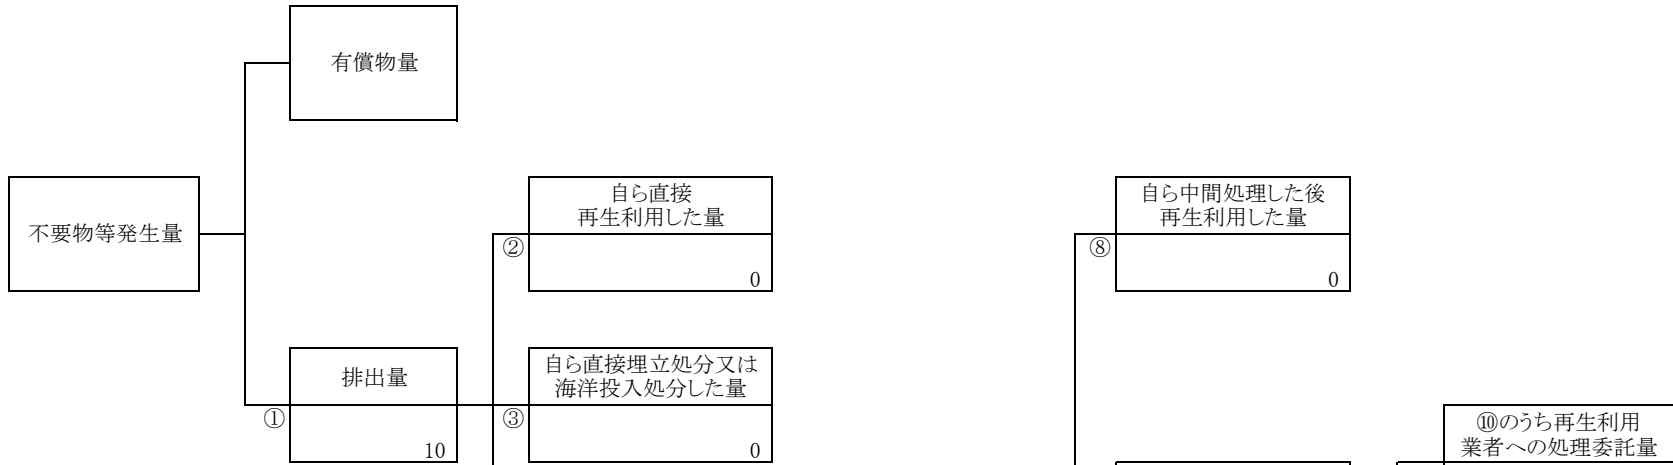 有償物量
不要物等発生量
自ら直接
再生利用した量
②
0
自ら中間処理した後
再生利用した量
⑧
0
排出量
①
10
自ら直接埋立処分又は
海洋投入処分した量
③
0
⑩のうち再生利用
業者への処理委託量